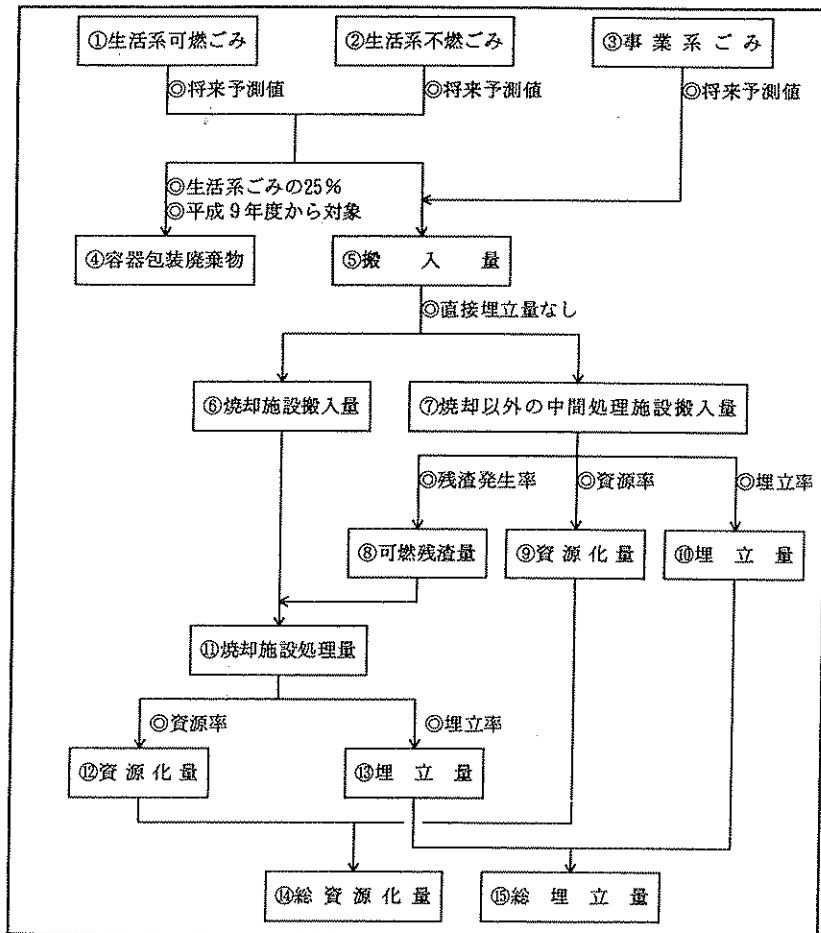 ①生活系可燃ごみ
②生活系不燃ごみ
③事業系ごみ
◎将来予測値
◎将来予測値
◎将来予測値
◎生活系ごみの25％
◎平成9年度から対象
④容器包装廃棄物
⑤搬入量
◎直接埋立量なし
⑥焼却施設搬入量
⑦焼却以外の中間処理施設搬入量
◎残渣発生率
◎資源率
◎埋立率
⑧可燃残渣量
⑨資源化量
⑩埋立量
⑪焼却施設処理量
◎資源率
◎埋立率
⑫資源化量
⑬埋立量
⑭総資源化量
⑮総埋立量